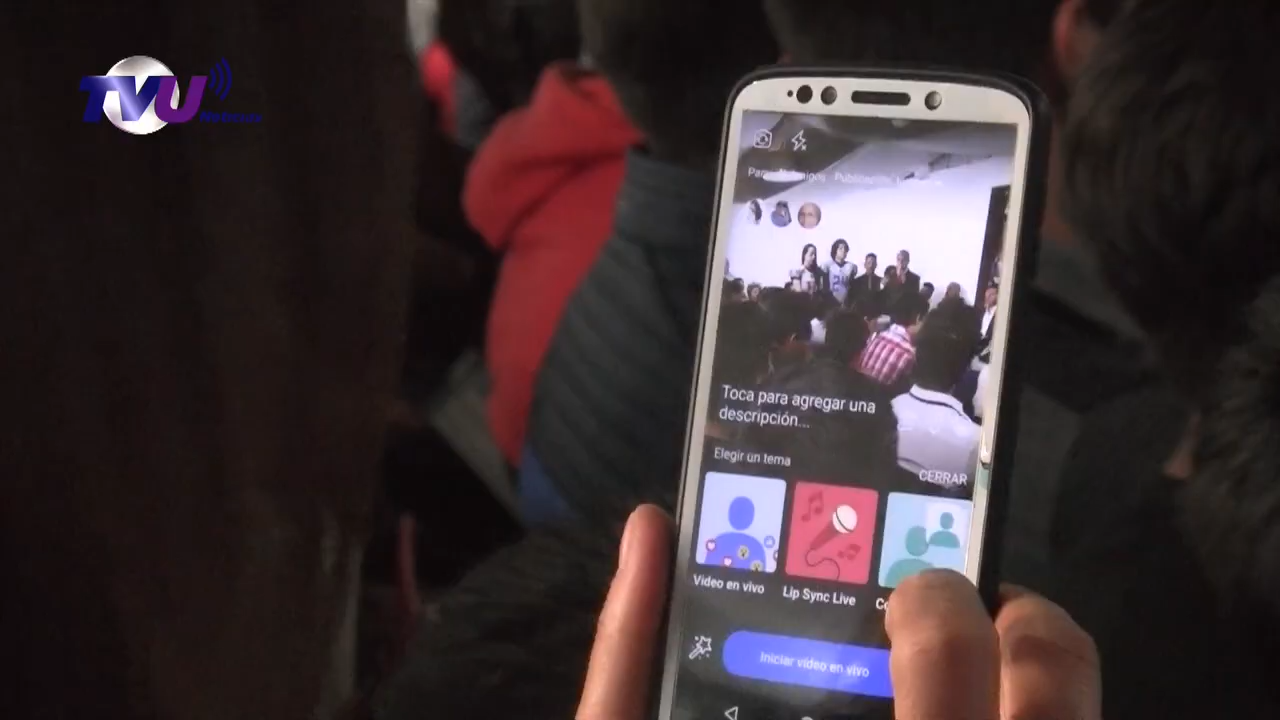 TVU
Noticias
Toca para agregar una
descripción...
Elegir un tema
CERRAR
Video en vivo
Lip Sync Live
Iniciar video en vivo